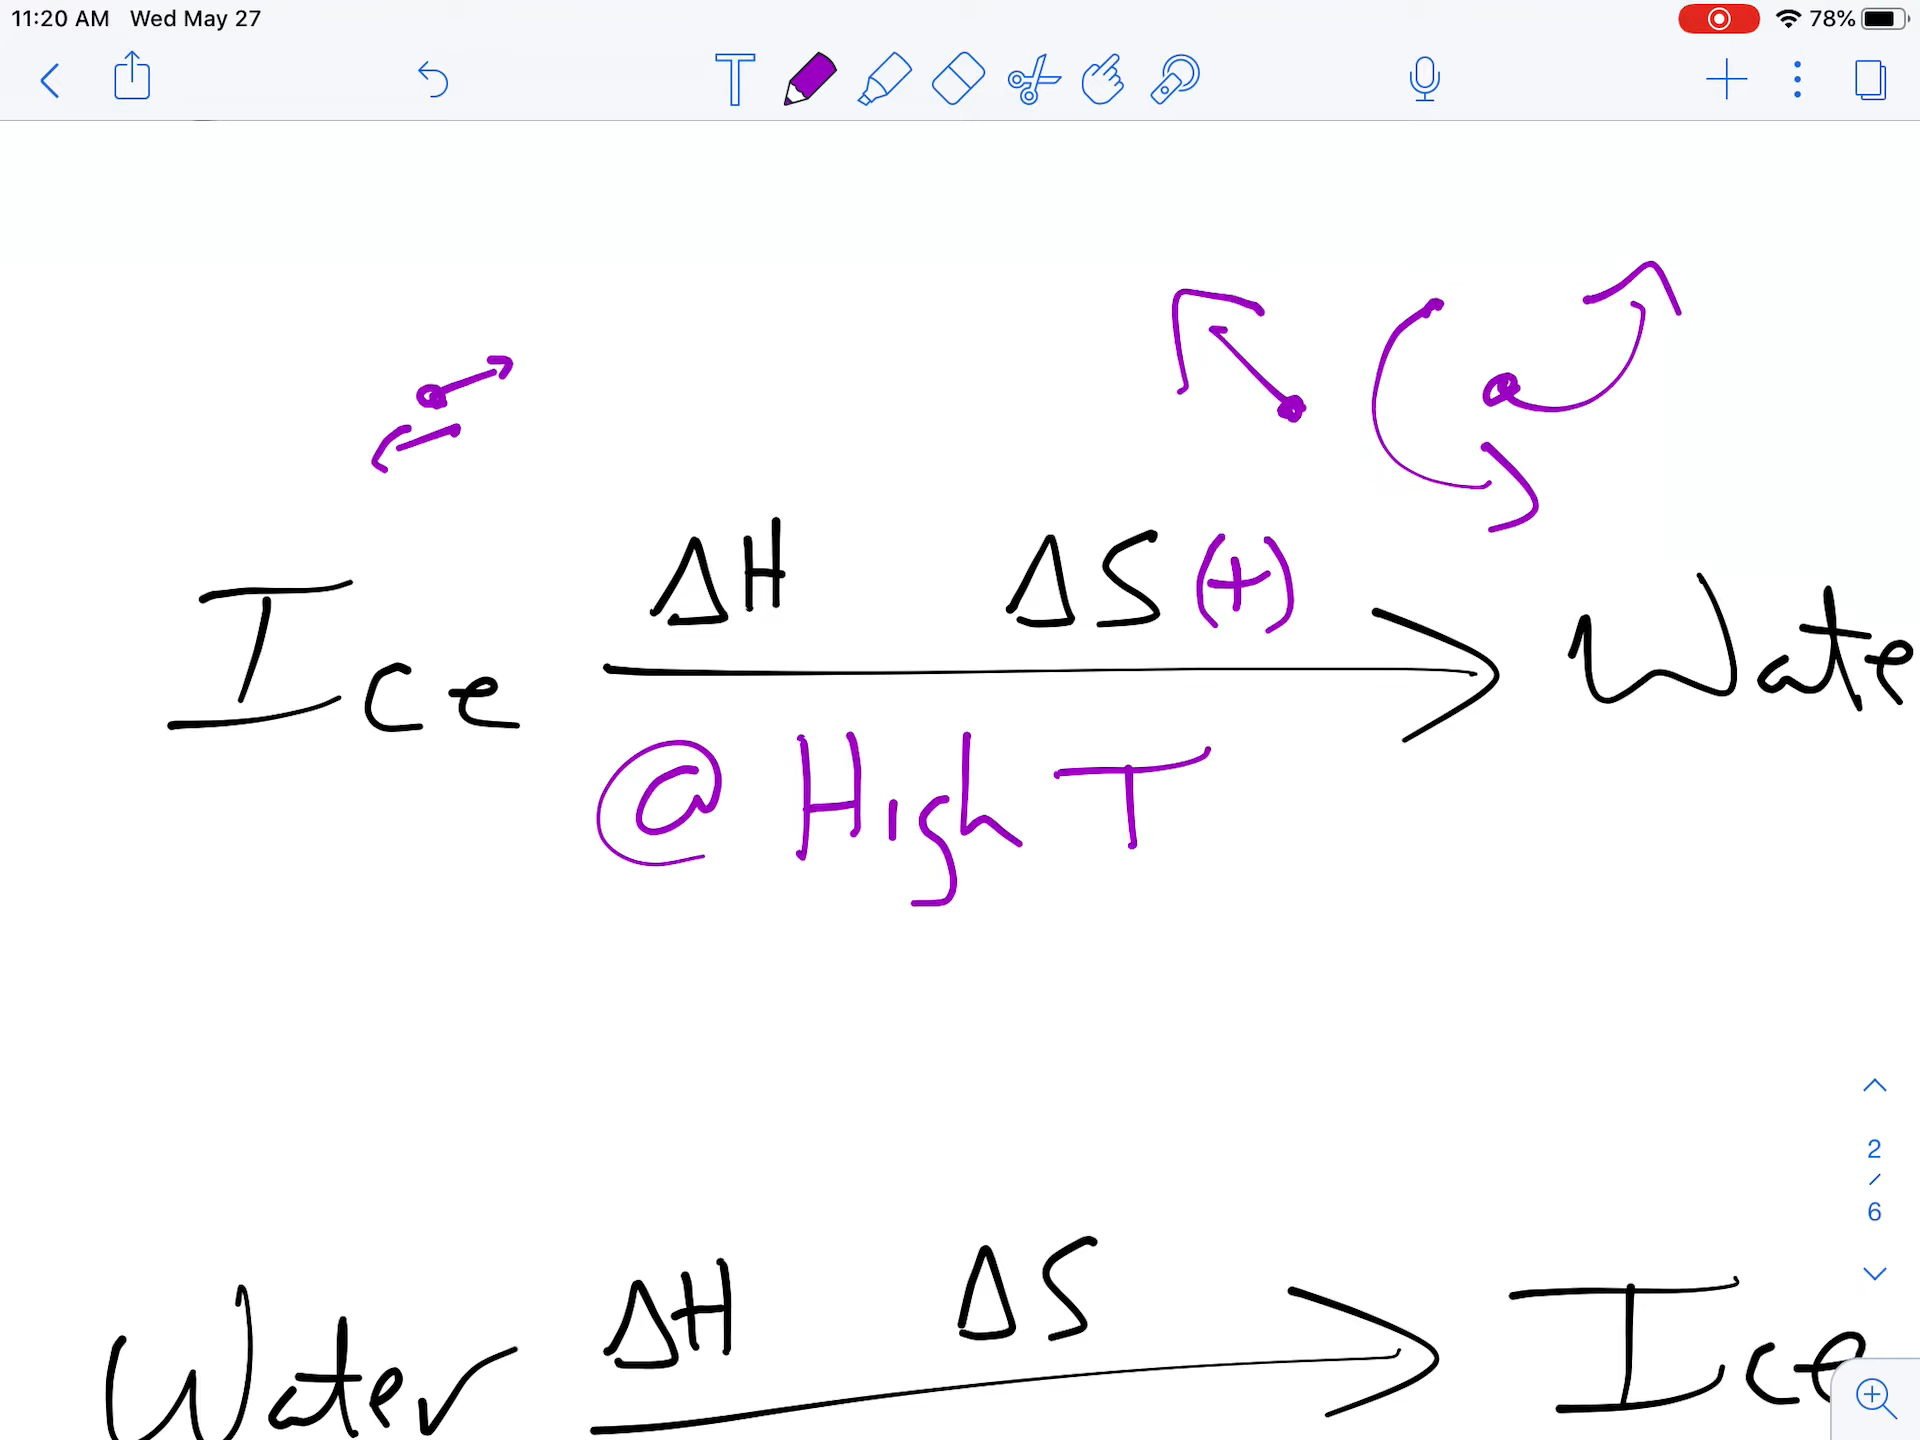 11:20 AM Wed May 27
78%
T
ΔH ΔS (+)
Ice Wate
@ High T
2
/
6
ΔH ΔS
Water Ice